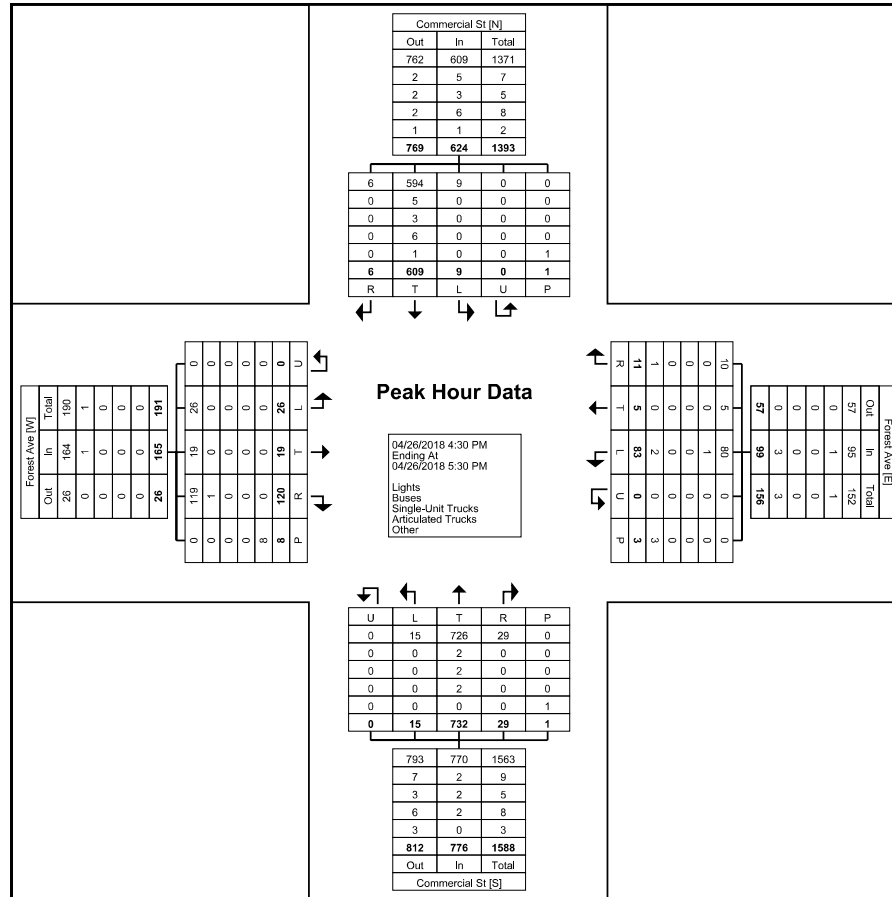 Commercial St [N]
Out In Total
762 609 1371
2 5 7
2 3 5
2 6 8
1 1 2
769 624 1393
6 594 9 0 0
0 5 0 0 0
0 3 0 0 0
0 6 0 0 0
0 1 0 0 1
6 609 9 0 1
R T L U P
Forest Ave [W]
Out In Total
26 164 190
0 1 1
0 0 0
0 0 0
0 0 0
26 165 191
0 119 19 26 0
0 1 0 0 0
0 0 0 0 0
0 0 0 0 0
8 0 0 0 0
8 120 19 26 0
P R T L U
Peak Hour Data
04/26/2018 4:30 PM
Ending At
04/26/2018 5:30 PM
Lights
Buses
Single-Unit Trucks
Articulated Trucks
Other
Forest Ave [E]
Out In Total
57 95 152
0 1 1
0 0 0
0 0 0
0 3 3
57 99 156
10 5 80 0 0
0 0 1 0 0
0 0 0 0 0
0 0 0 0 0
1 0 2 0 3
11 5 83 0 3
R T L U P
U L T R P
0 15 726 29 0
0 0 2 0 0
0 0 2 0 0
0 0 2 0 0
0 0 0 0 1
0 15 732 29 1
793 770 1563
7 2 9
3 2 5
6 2 8
3 0 3
812 776 1588
Out In Total
Commercial St [S]